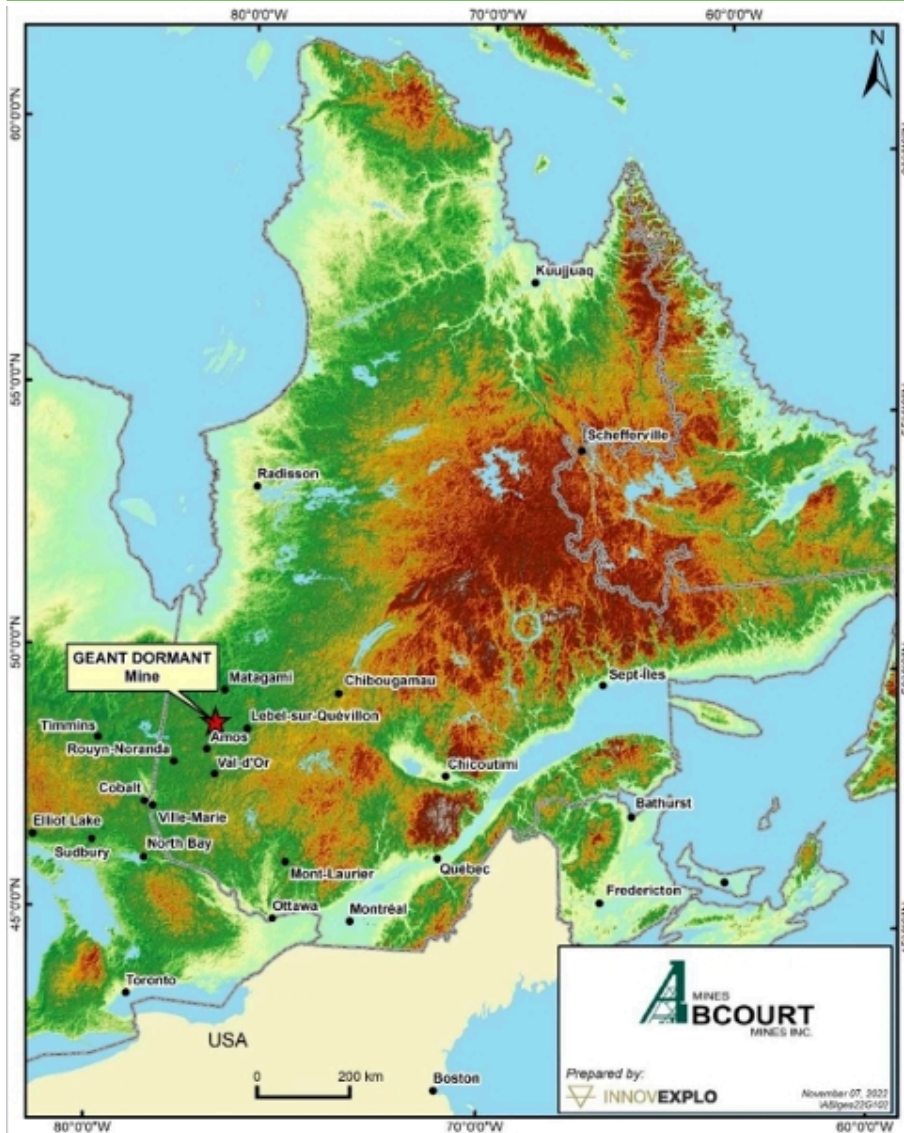 80°0'0"W
70°0'0"W
60°0'0"W
N
60°0'0"N
Kuujjuaq
55°0'0"N
Schefferville
Radisson
50°0'0"N
GEANT DORMANT
Mine
Matagami
Chibougamau
Sept-Îles
Timmins
Lebel-sur-Quévillon
Rouyn-Noranda
Amos
Val-d'Or
Chicoutimi
Cobalt
Ville-Marie
Bathurst
Elliot Lake
Sudbury
North Bay
Mont-Laurier
Québec
45°0'0"N
Ottawa
Montréal
Fredericton
Toronto
USA
0 200 km
Boston
MINES
ABCOURT
MINES INC.
Prepared by:
INNOVEXPLO
November 07, 2022
80°0'0"W
70°0'0"W
60°0'0"W